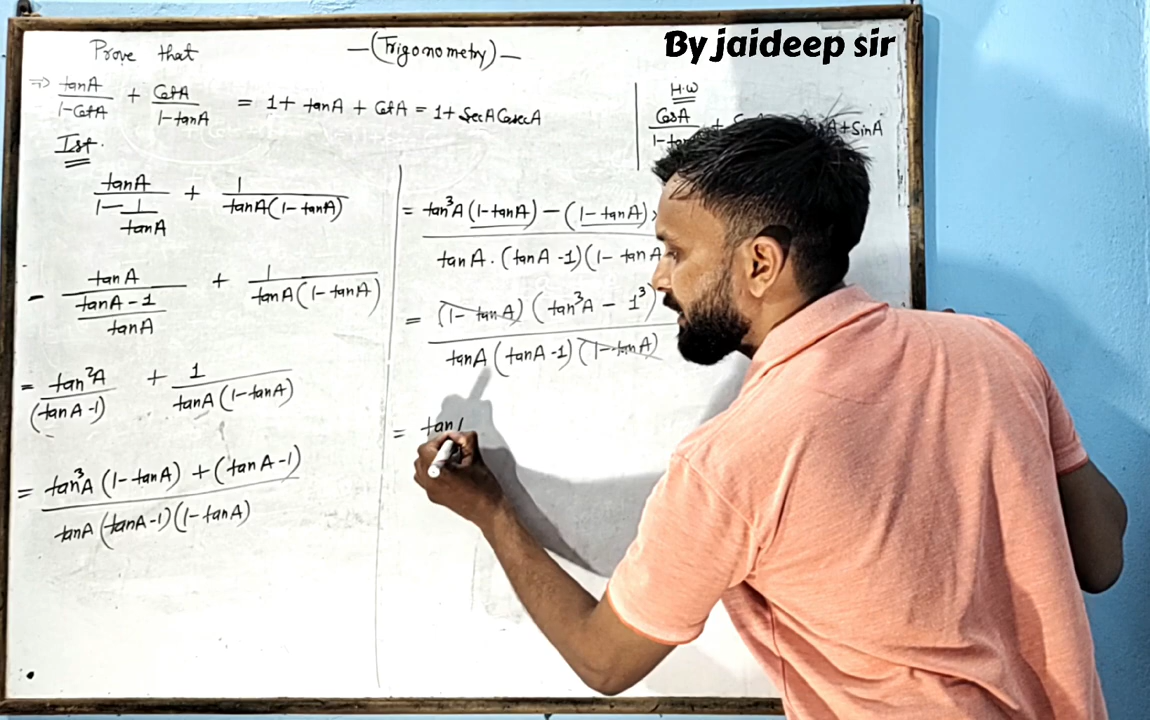 Prove that
—(Trigonometry)—
By jaideep sir
⇒ tanA/(1-CotA) + CotA/(1-tanA) = 1 + tanA + CotA = 1 + SecA CosecA
H.W
CosA/1-
A+SinA
Ist.
tanA/(1 - 1/tanA) + 1/(tanA(1-tanA))
- tanA/((tanA-1)/tanA) + 1/(tanA(1-tanA))
= tan²A/(tanA-1) + 1/(tanA(1-tanA))
= (tan³A(1-tanA) + (tanA-1))/(tanA(tanA-1)(1-tanA))
= (tan³A(1-tanA) - (1-tanA))/(tanA.(tanA-1)(1-tanA
= ((1-tanA)(tan³A - 1³))/(tanA(tanA-1)(1-tanA))
= tan